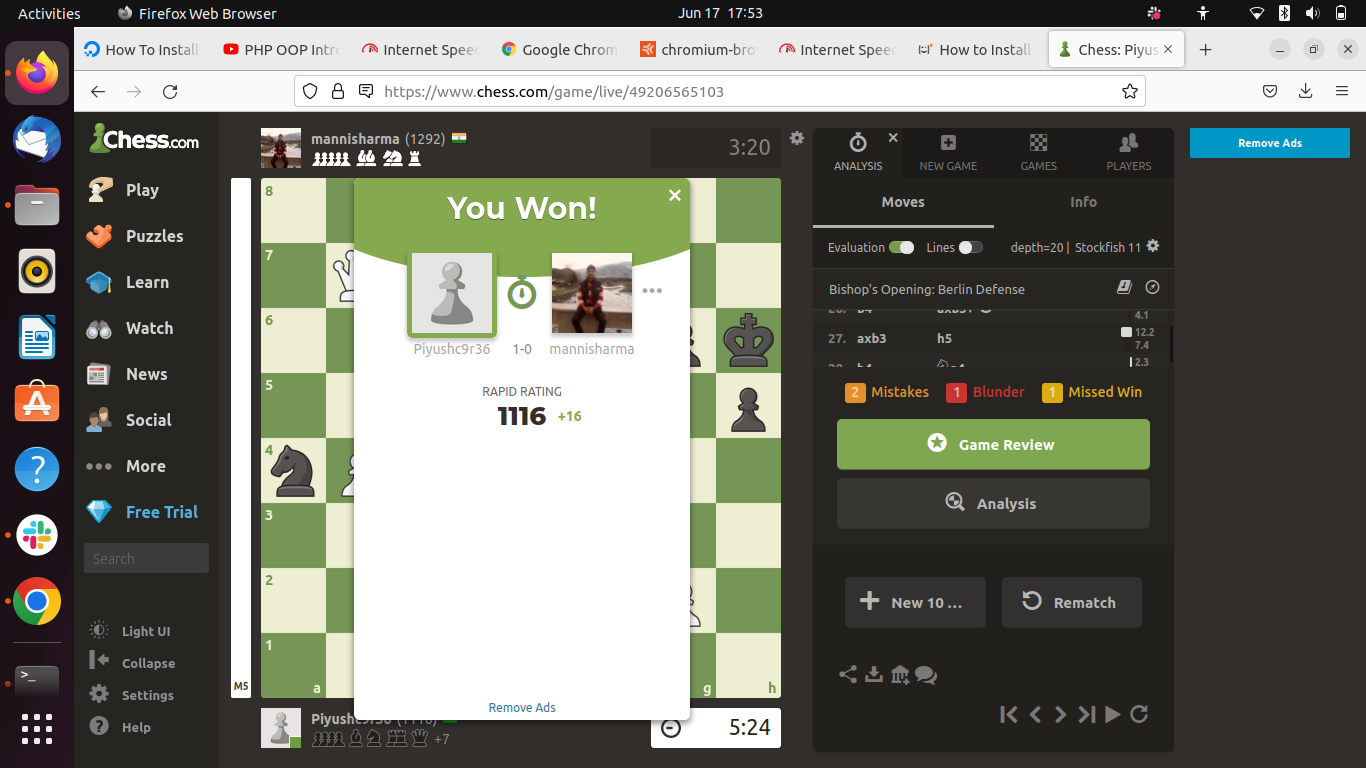 Activities
Firefox Web Browser
Jun 17 17:53
How To Install
PHP OOP Intro
Internet Speed
Google Chrom
chromium-bro
Internet Speed
How to Install
Chess: Piyus
https://www.chess.com/game/live/49206565103
Chess.com
Play
Puzzles
Learn
Watch
News
Social
More
Free Trial
Search
Light UI
Collapse
Settings
Help
mannisharma (1292)
3:20
8
7
6
5
4
3
2
1
a
g
h
M5
You Won!
Piyushc9r36
1-0
mannisharma
RAPID RATING
1116 +16
Remove Ads
Piyushc9r36 (1116)
+7
5:24
ANALYSIS
NEW GAME
GAMES
PLAYERS
Moves
Info
Evaluation
Lines
depth=20 | Stockfish 11
Bishop's Opening: Berlin Defense
4.1
27. axb3 h5
12.2
7.4
2.3
2 Mistakes
1 Blunder
1 Missed Win
Game Review
Analysis
New 10 ...
Rematch
Remove Ads